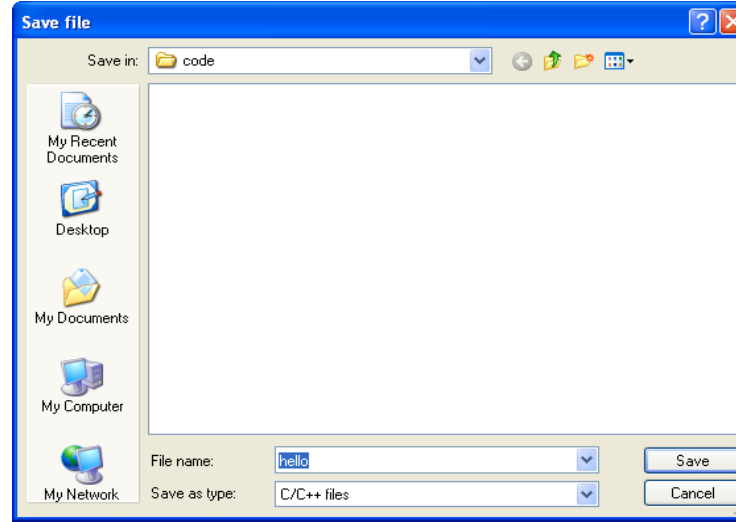 Save file
Save in: code
My Recent
Documents
Desktop
My Documents
My Computer
My Network
File name: hello
Save
Save as type: C/C++ files
Cancel